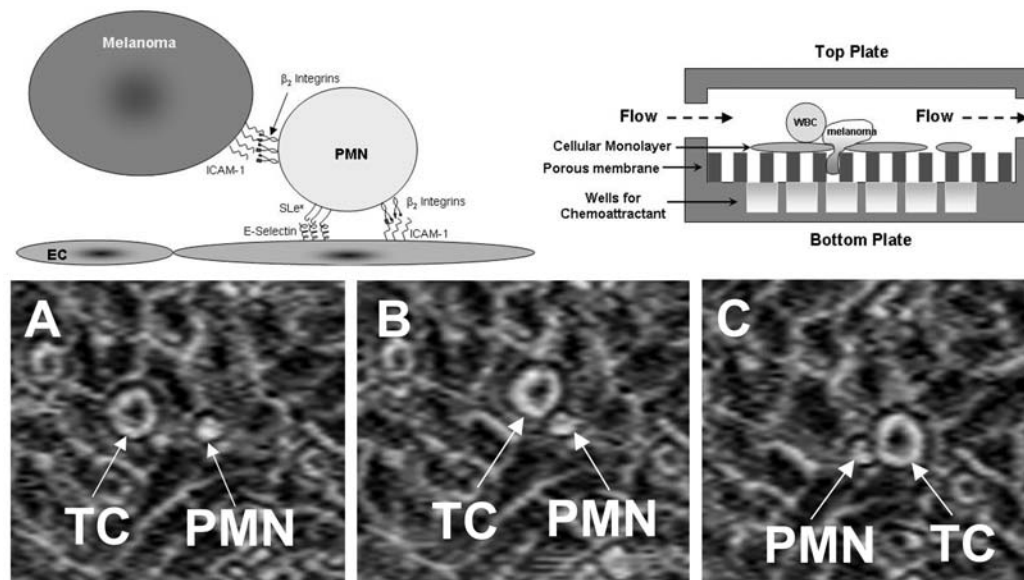 Melanoma
β₂ Integrins
PMN
ICAM-1
SLeˣ
E-Selectin
β₂ Integrins
ICAM-1
EC
Top Plate
Flow
Flow
WBC
melanoma
Cellular Monolayer
Porous membrane
Wells for
Chemoattractant
Bottom Plate
A
TC
PMN
B
TC
PMN
C
PMN
TC